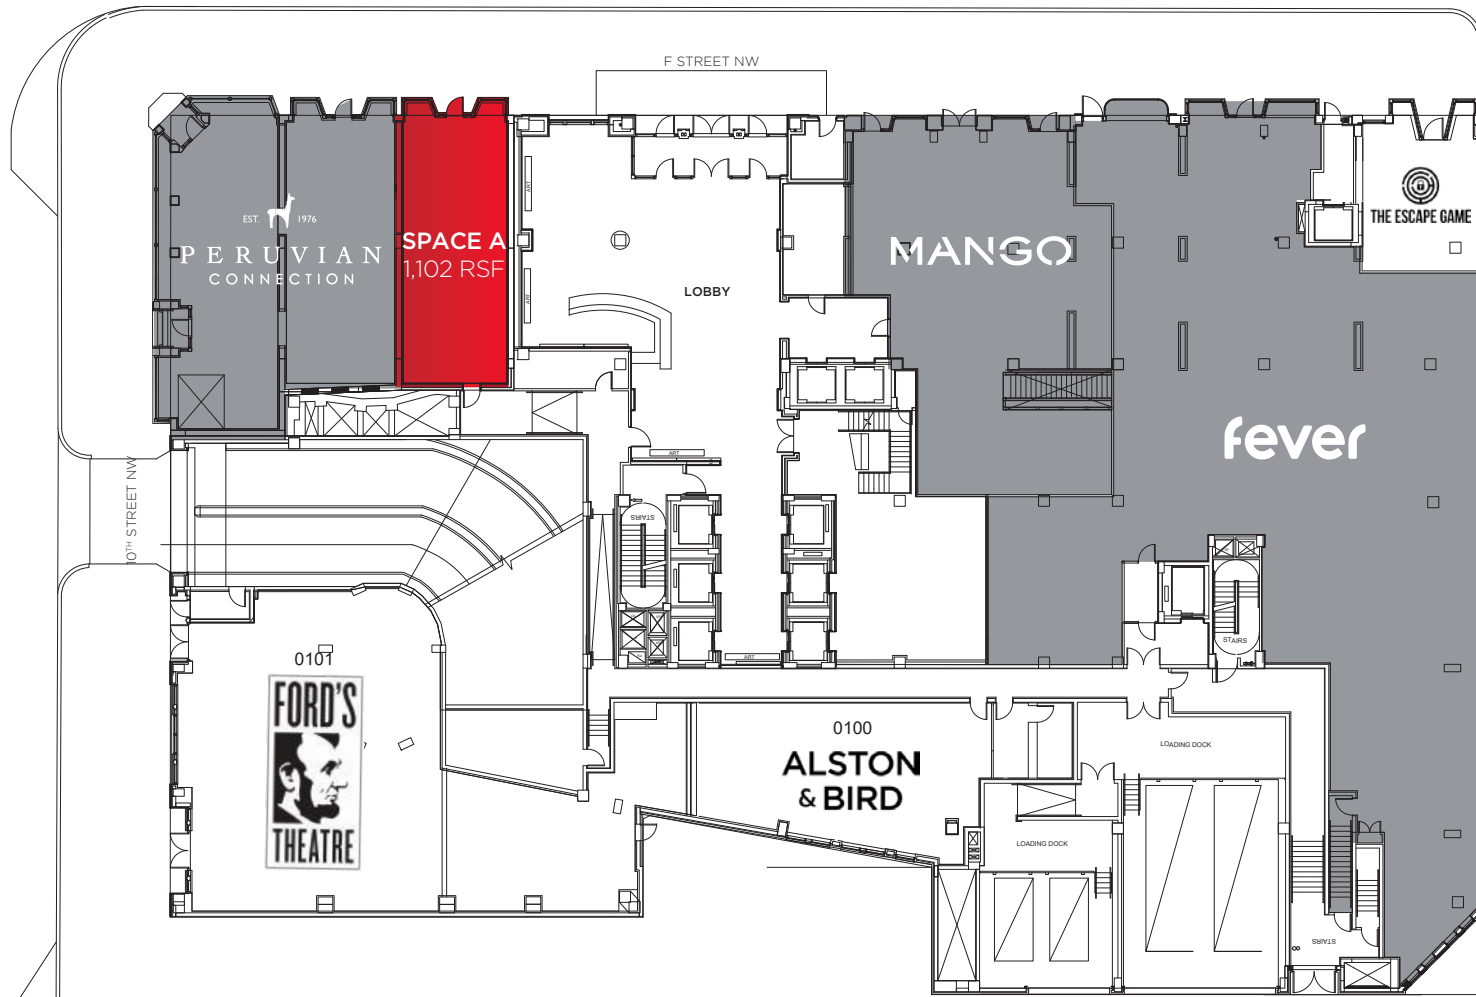 F STREET NW
EST. 1976
PERUVIAN
CONNECTION
SPACE A
1,102 RSF
ART
ART
LOBBY
MANGO
THE ESCAPE GAME
fever
10TH STREET NW
ART
STAIRS
STAIRS
ART
0101
FORD'S
THEATRE
0100
ALSTON
& BIRD
LOADING DOCK
LOADING DOCK
STAIRS